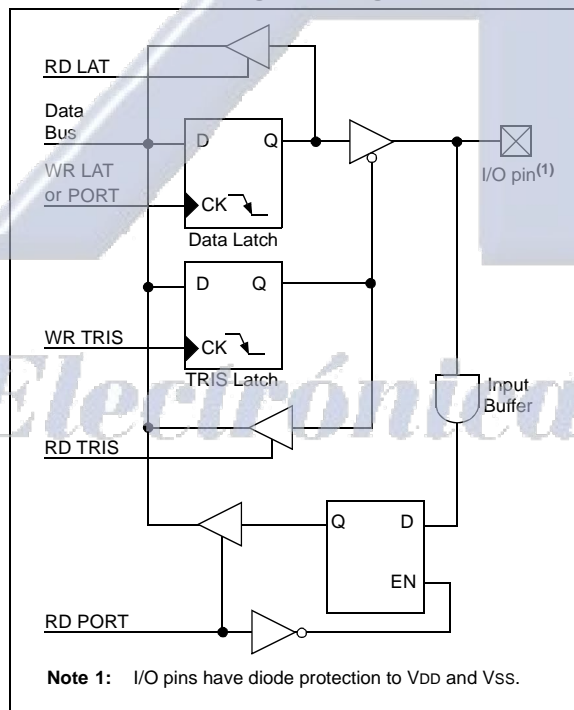 RD LAT
Data
Bus
D Q
WR LAT
or PORT
CK
Data Latch
I/O pin(1)
D Q
WR TRIS
CK
TRIS Latch
Electrónica
Input
Buffer
RD TRIS
Q D
EN
RD PORT
Note 1: I/O pins have diode protection to VDD and VSS.